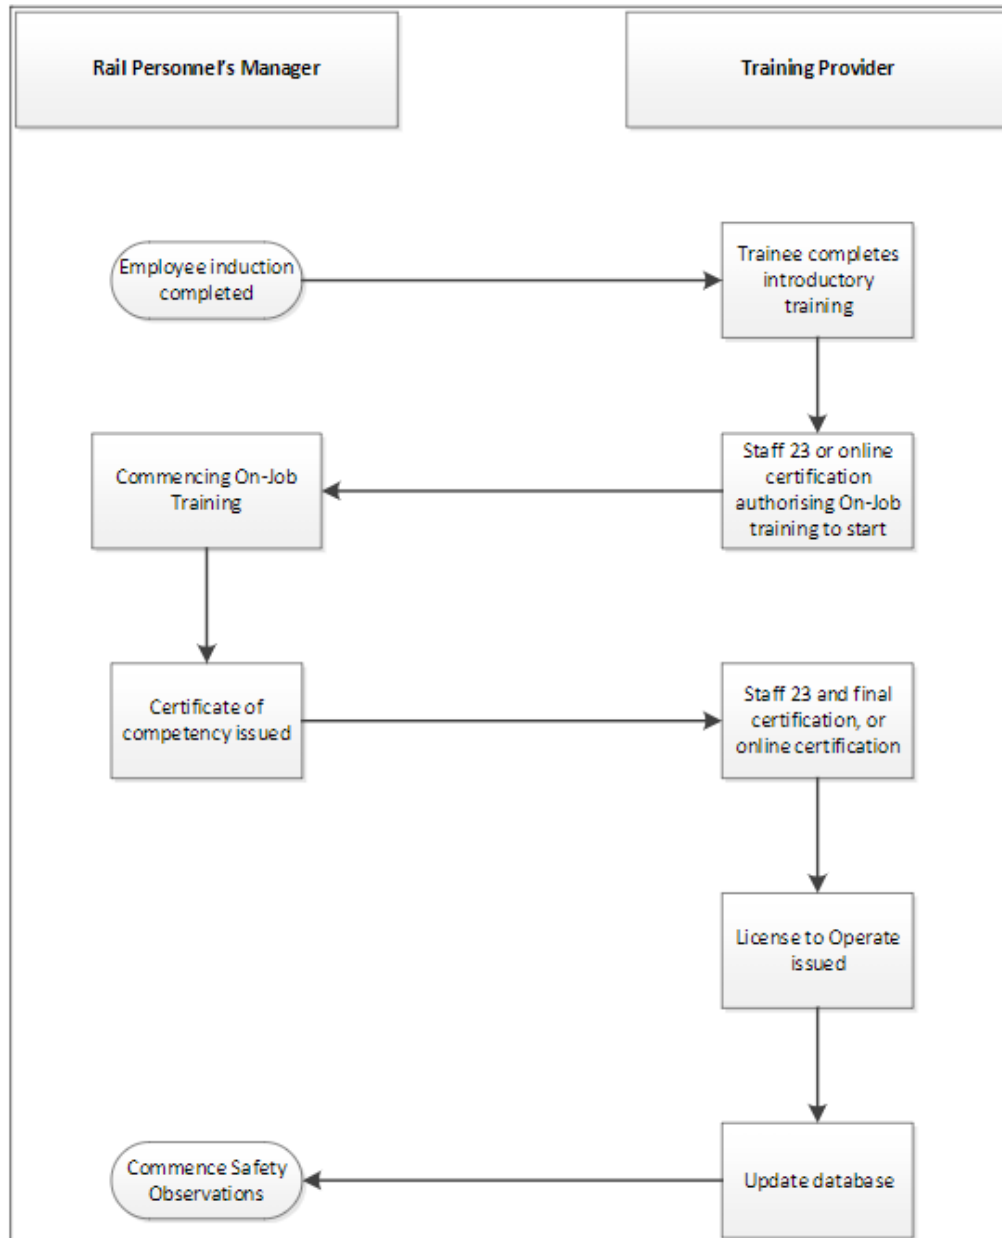 Rail Personnel's Manager
Training Provider
Employee induction
completed
Trainee completes
introductory
training
Commencing On-Job
Training
Staff 23 or online
certification
authorising On-Job
training to start
Certificate of
competency issued
Staff 23 and final
certification, or
online certification
License to Operate
issued
Commence Safety
Observations
Update database